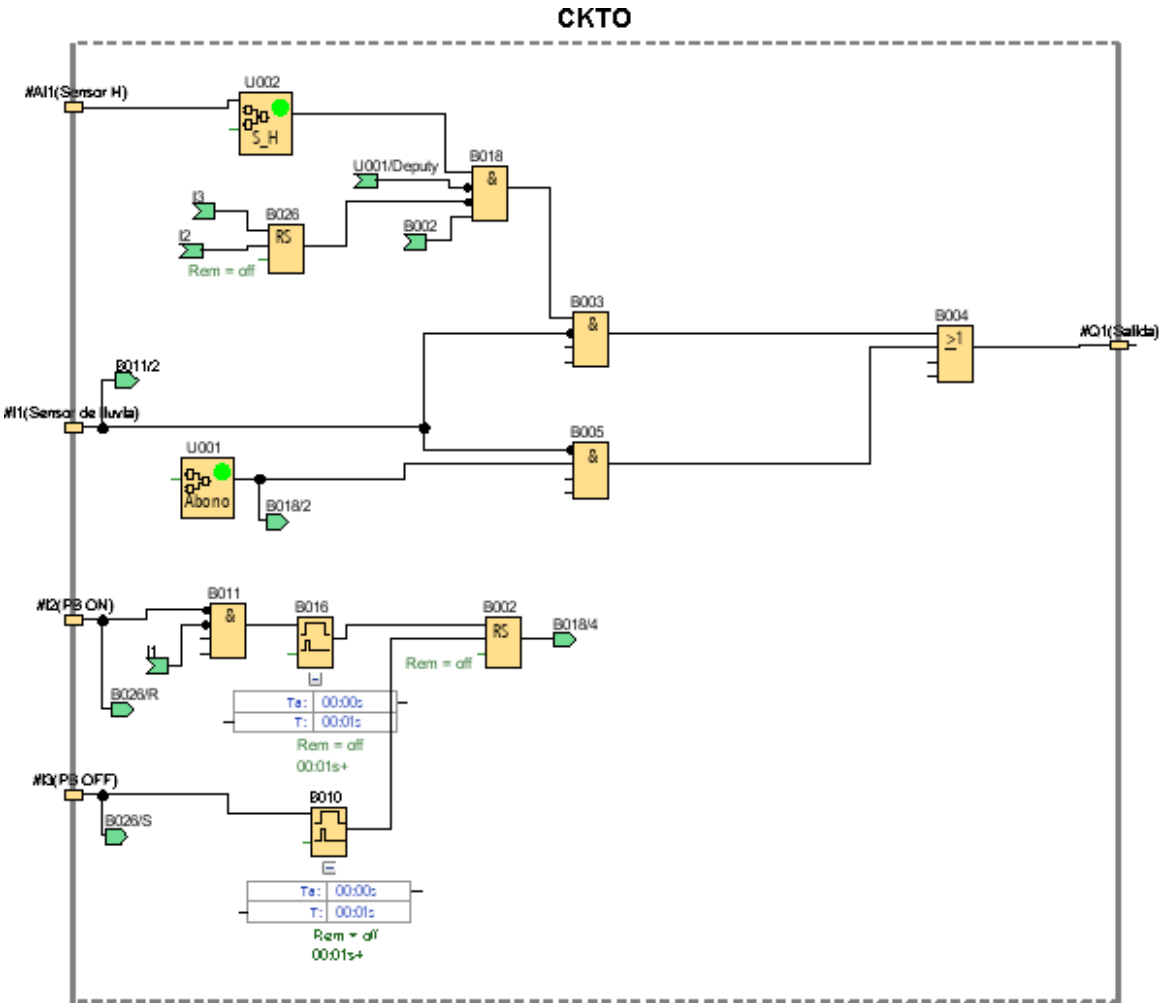 CKTO
#AI1(Sensor H)
U002
S_H
U001/Deputy
B018
&
I3
B026
RS
I2
B002
Rem = off
B003
&
B004
>1
#Q1(Salida)
B011/2
#I1(Sensor de lluvia)
B005
&
U001
Abono
B018/2
#I2(PB ON)
B011
&
B016
B002
RS
B018/4
I1
Rem = off
B026/R
Ta: 00:00s
T: 00:01s
Rem = off
00:01s+
#I3(PB OFF)
B010
B026/S
Ta: 00:00s
T: 00:01s
Rem = off
00:01s+